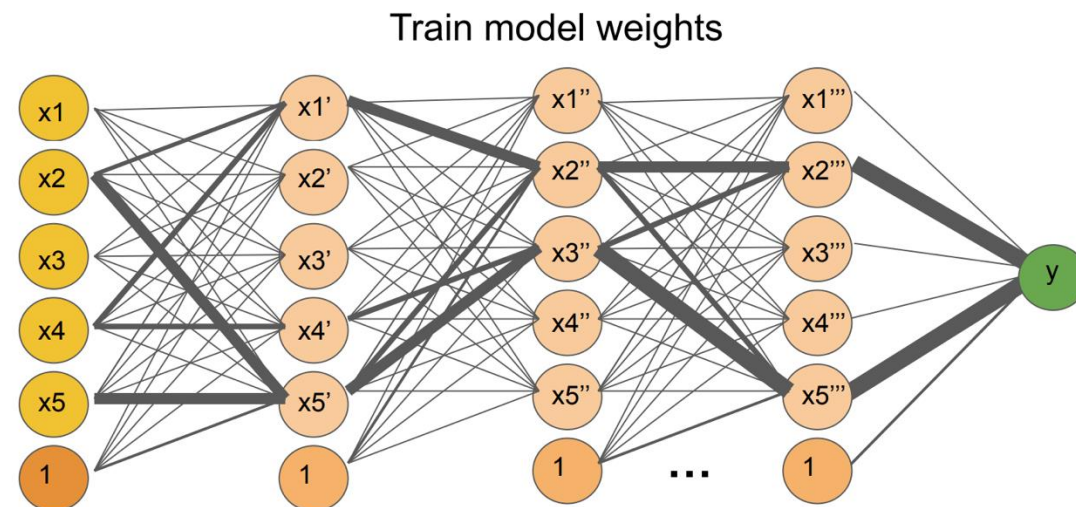 Train model weights
x1 x1' x1'' x1'''
x2 x2' x2'' x2'''
x3 x3' x3'' x3'''
y
x4 x4' x4'' x4'''
x5 x5' x5'' x5'''
1 1 1 ... 1